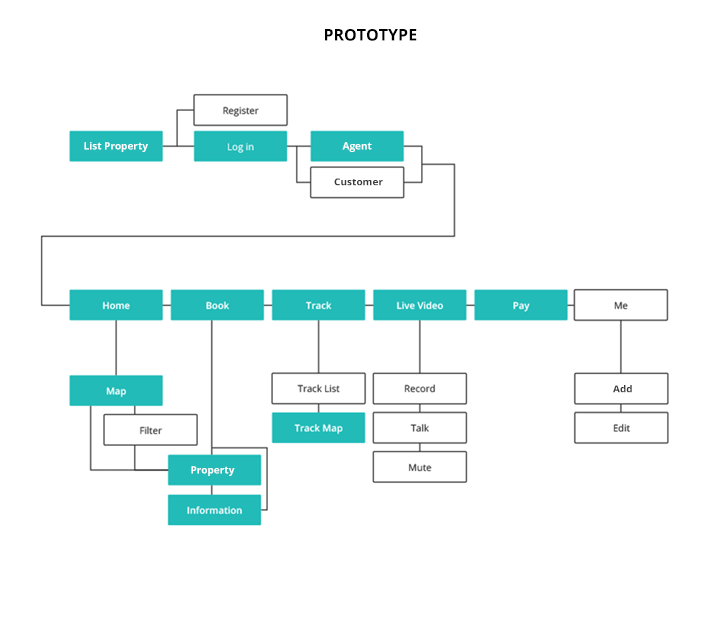 PROTOTYPE
Register
List Property
Log in
Agent
Customer
Home
Book
Track
Live Video
Pay
Me
Map
Track List
Record
Add
Filter
Track Map
Talk
Edit
Property
Mute
Information